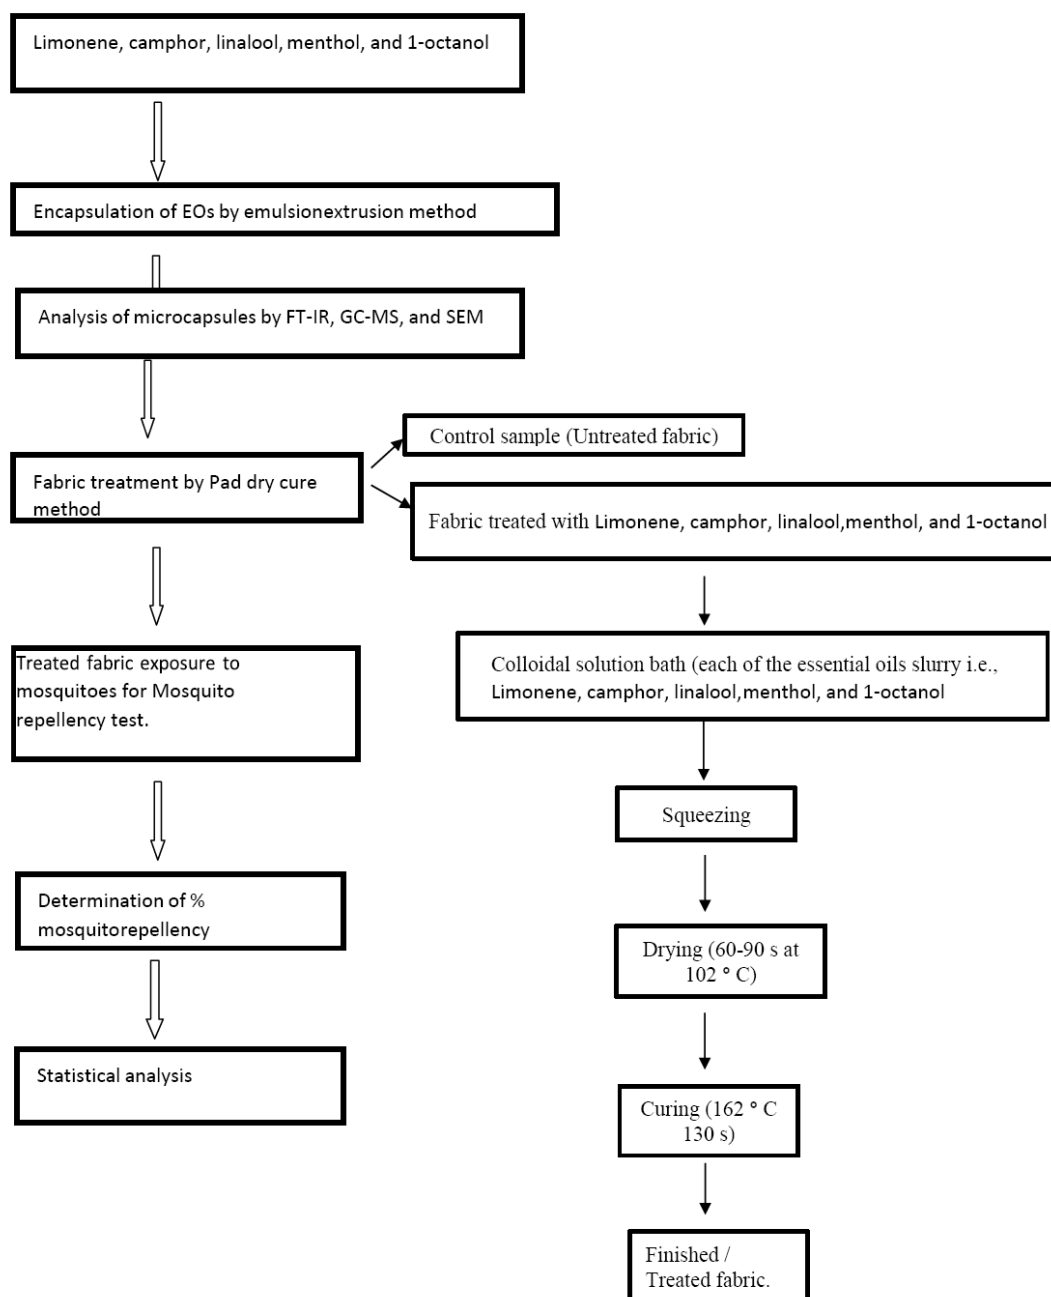 Limonene, camphor, linalool, menthol, and 1-octanol
Encapsulation of EOs by emulsionextrusion method
Analysis of microcapsules by FT-IR, GC-MS, and SEM
Fabric treatment by Pad dry cure
method
Control sample (Untreated fabric)
Fabric treated with Limonene, camphor, linalool,menthol, and 1-octanol
Treated fabric exposure to
mosquitoes for Mosquito
repellency test.
Colloidal solution bath (each of the essential oils slurry i.e.,
Limonene, camphor, linalool,menthol, and 1-octanol
Squeezing
Determination of %
mosquitorepellency
Drying (60-90 s at
102 ° C)
Statistical analysis
Curing (162 ° C
130 s)
Finished /
Treated fabric.